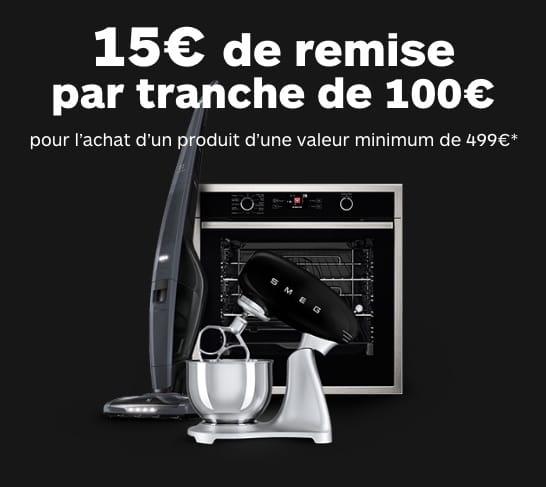 15€ de remise
par tranche de 100€
pour l'achat d'un produit d'une valeur minimum de 499€*
SMEG